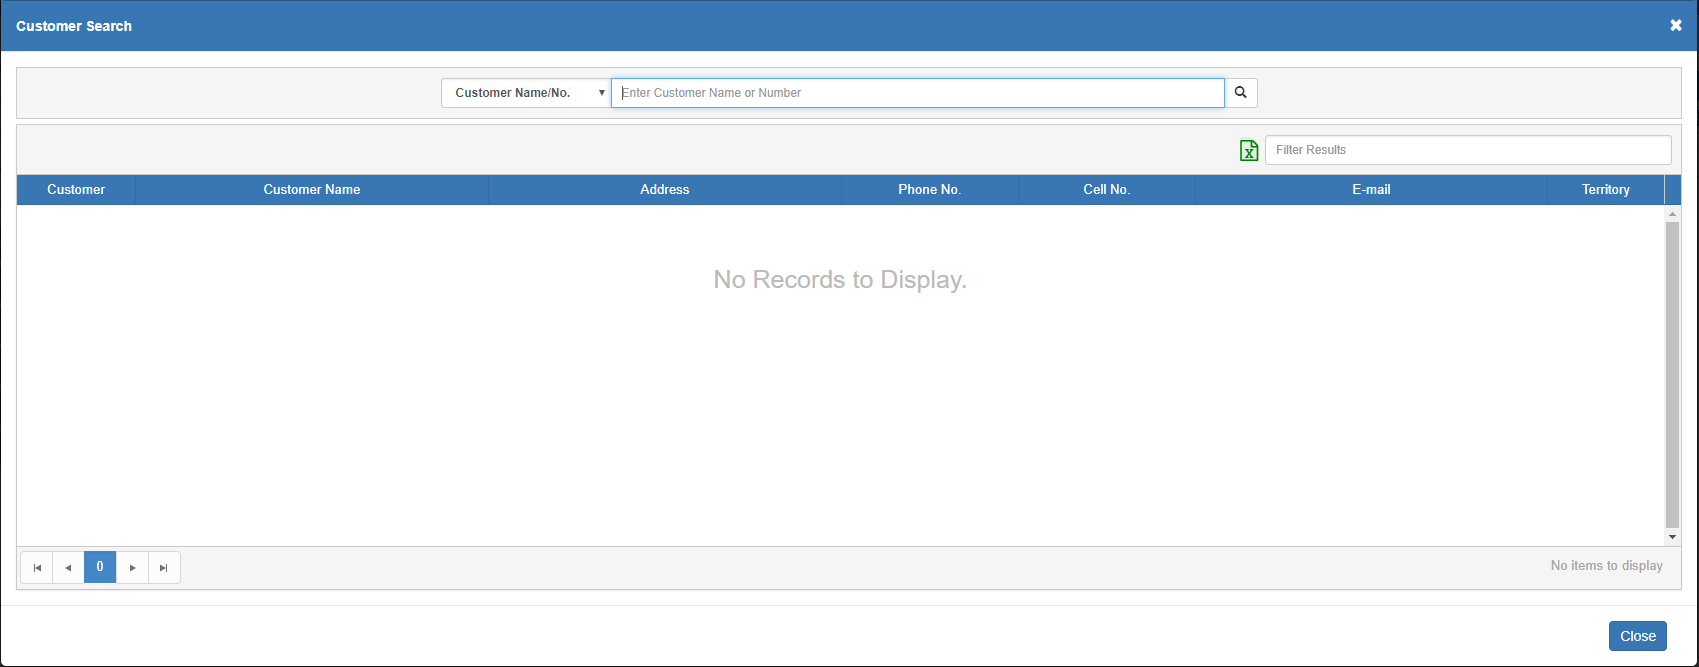 Customer Search
Customer Name/No.
Enter Customer Name or Number
Filter Results
Customer Customer Name Address Phone No. Cell No. E-mail Territory
No Records to Display.
0
No items to display
Close